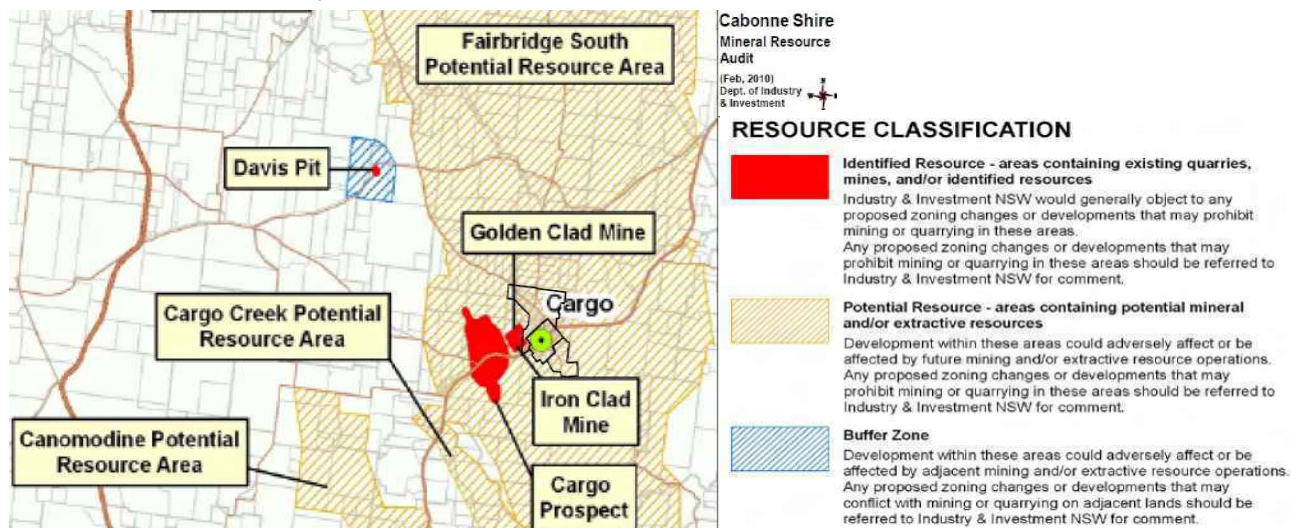 Fairbridge South
Potential Resource Area
Davis Pit
Golden Clad Mine
Cargo
Cargo Creek Potential
Resource Area
Iron Clad
Mine
Canomodine Potential
Resource Area
Cargo
Prospect
Cabonne Shire
Mineral Resource
Audit
(Feb, 2010)
Dept. of Industry
& Investment
RESOURCE CLASSIFICATION
Identified Resource - areas containing existing quarries,
mines, and/or identified resources
Industry & Investment NSW would generally object to any
proposed zoning changes or developments that may prohibit
mining or quarrying in these areas.
Any proposed zoning changes or developments that may
prohibit mining or quarrying in these areas should be referred to
Industry & Investment NSW for comment.
Potential Resource - areas containing potential mineral
and/or extractive resources
Development within these areas could adversely affect or be
affected by future mining and/or extractive resource operations.
Any proposed zoning changes or developments that may
prohibit mining or quarrying in these areas should be referred to
Industry & Investment NSW for comment.
Buffer Zone
Development within these areas could adversely affect or be
affected by adjacent mining and/or extractive resource operations.
Any proposed zoning changes or developments that may
conflict with mining or quarrying on adjacent lands should be
referred to Industry & Investment NSW for comment.